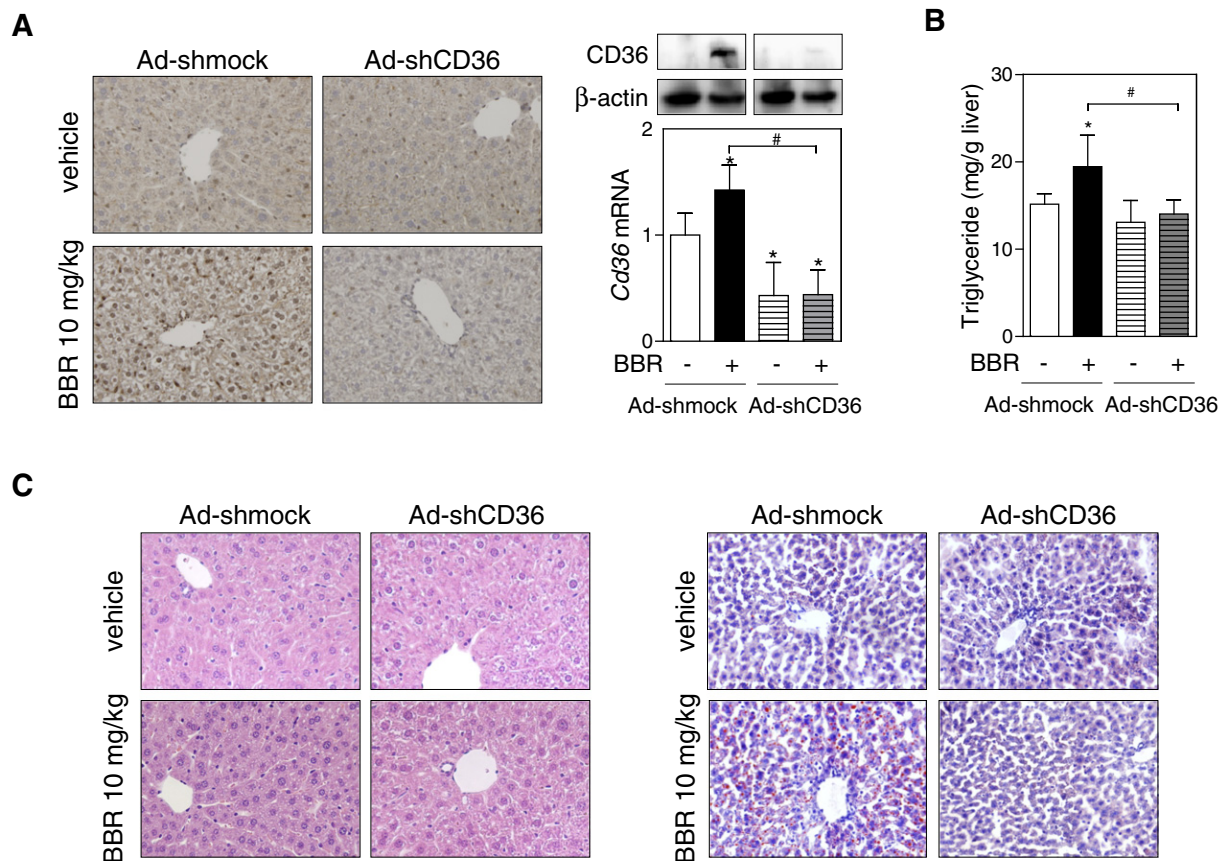 A
Ad-shmock
Ad-shCD36
vehicle
BBR 10 mg/kg
CD36
β-actin
2
1
0
Cd36 mRNA
*
#
*
*
BBR
-
+
-
+
Ad-shmock
Ad-shCD36
B
30
20
10
0
Triglyceride (mg/g liver)
*
#
BBR
-
+
-
+
Ad-shmock
Ad-shCD36
C
Ad-shmock
Ad-shCD36
vehicle
BBR 10 mg/kg
Ad-shmock
Ad-shCD36
vehicle
BBR 10 mg/kg